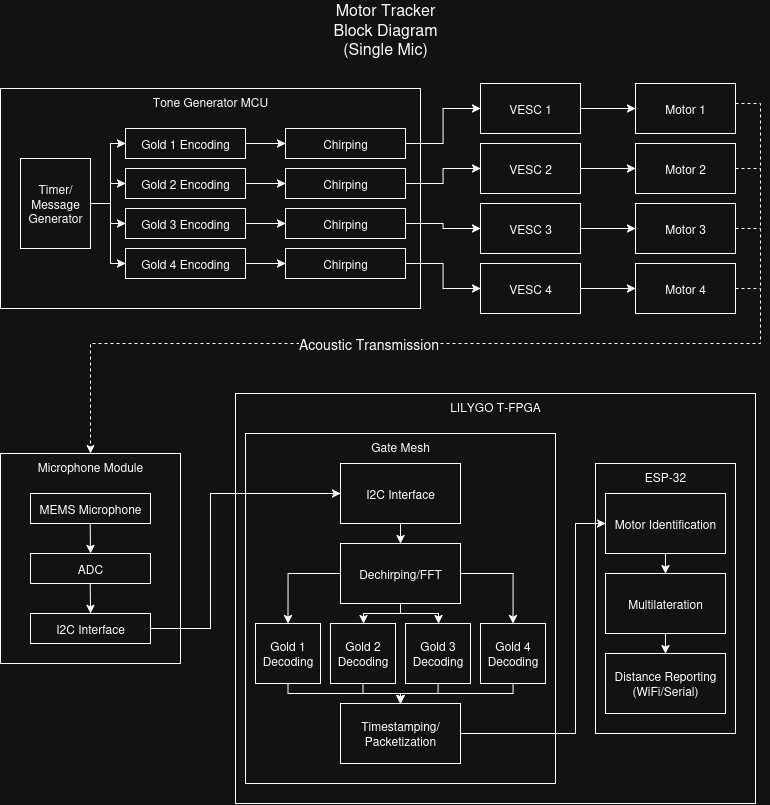 Motor Tracker
Block Diagram
(Single Mic)
Tone Generator MCU
Timer/
Message
Generator
Gold 1 Encoding
Chirping
VESC 1
Motor 1
Gold 2 Encoding
Chirping
VESC 2
Motor 2
Gold 3 Encoding
Chirping
VESC 3
Motor 3
Gold 4 Encoding
Chirping
VESC 4
Motor 4
Acoustic Transmission
Microphone Module
MEMS Microphone
ADC
I2C Interface
LILYGO T-FPGA
Gate Mesh
I2C Interface
Dechirping/FFT
Gold 1
Decoding
Gold 2
Decoding
Gold 3
Decoding
Gold 4
Decoding
Timestamping/
Packetization
ESP-32
Motor Identification
Multilateration
Distance Reporting
(WiFi/Serial)